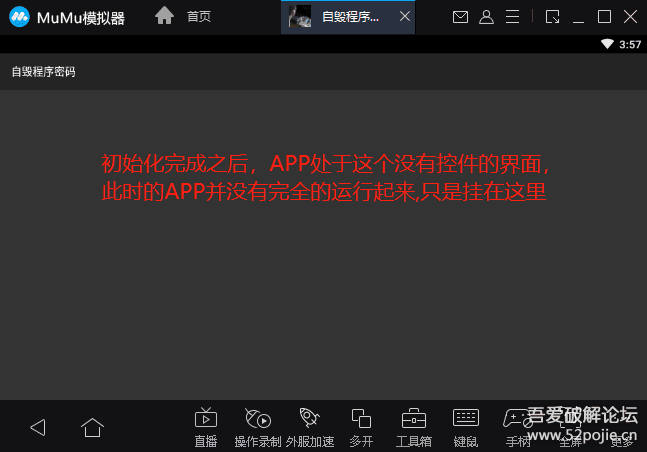 MuMu模拟器
首页
自毁程序...
3:57
自毁程序密码
初始化完成之后，APP处于这个没有控件的界面，
此时的APP并没有完全的运行起来,只是挂在这里
直播 操作录制 外服加速 多开 工具箱 键鼠 手柄 全屏 更多
吾爱破解论坛
www.52pojie.cn